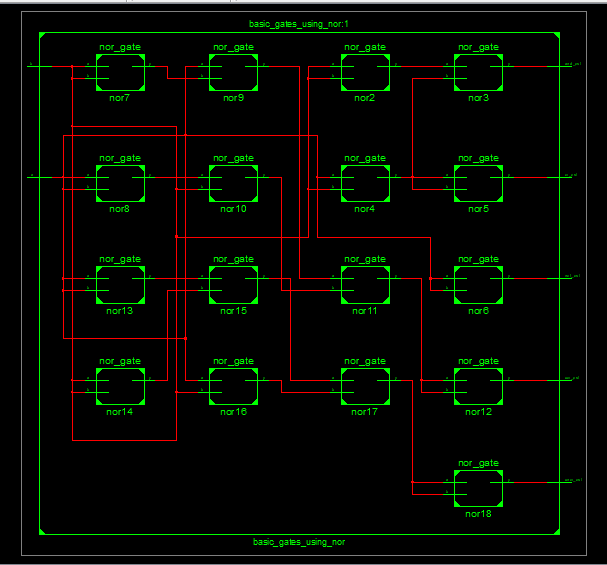 basic_gates_using_nor:1
nor_gate nor_gate nor_gate nor_gate
nor7 nor9 nor2 nor3
nor_gate nor_gate nor_gate nor_gate
nor8 nor10 nor4 nor5
nor_gate nor_gate nor_gate nor_gate
nor13 nor15 nor11 nor6
nor_gate nor_gate nor_gate nor_gate
nor14 nor16 nor17 nor12
nor_gate
nor18
basic_gates_using_nor